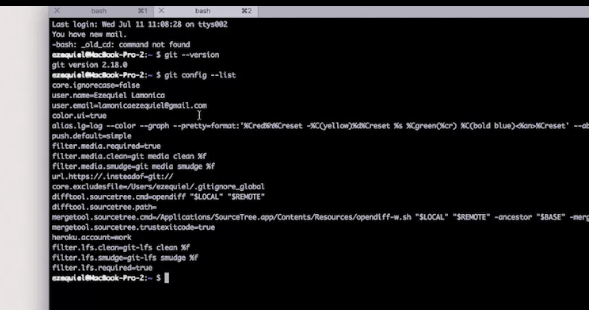 bash ⌘1 bash ⌘2
Last login: Wed Jul 11 11:08:28 on ttys002
You have new mail.
-bash: _old_cd: command not found
ezequiel@MacBook-Pro-2:~ $ git --version
git version 2.18.0
ezequiel@MacBook-Pro-2:~ $ git config --list
core.ignorecase=false
user.name=Ezequiel Lamonica
user.email=lamonicaezequiel@gmail.com
color.ui=true
alias.lg=log --color --graph --pretty=format:'%Cred%h%Creset -%C(yellow)%d%Creset %s %Cgreen(%cr) %C(bold blue)<%an>%Creset' --ab
push.default=simple
filter.media.required=true
filter.media.clean=git media clean %f
filter.media.smudge=git media smudge %f
url.https://.insteadof=git://
core.excludesfile=/Users/ezequiel/.gitignore_global
difftool.sourcetree.cmd=opendiff "$LOCAL" "$REMOTE"
difftool.sourcetree.path=
mergetool.sourcetree.cmd=/Applications/SourceTree.app/Contents/Resources/opendiff-w.sh "$LOCAL" "$REMOTE" -ancestor "$BASE" -merg
mergetool.sourcetree.trustexitcode=true
heroku.account=work
filter.lfs.clean=git-lfs clean %f
filter.lfs.smudge=git-lfs smudge %f
filter.lfs.required=true
ezequiel@MacBook-Pro-2:~ $